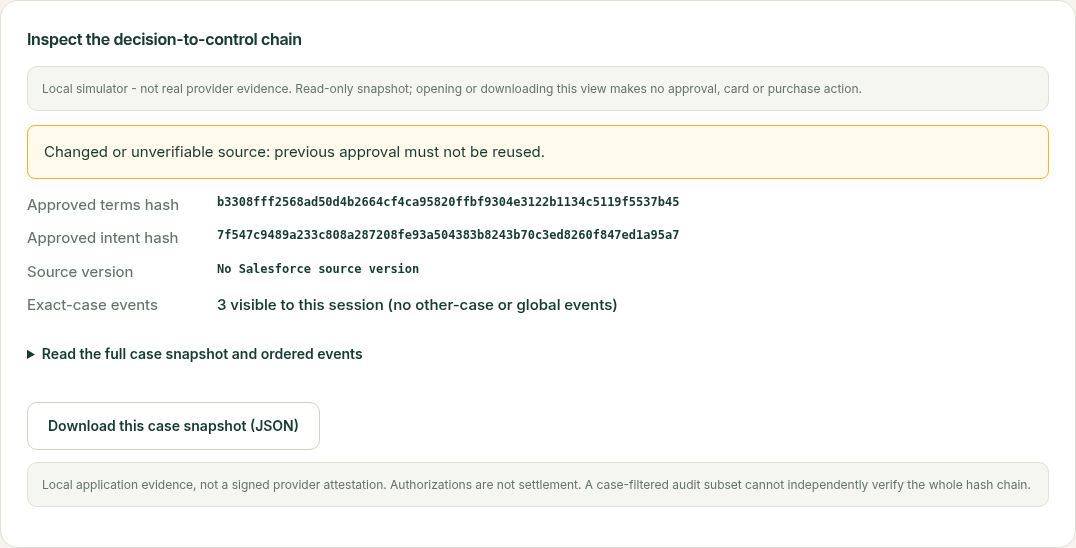 Inspect the decision-to-control chain
Local simulator - not real provider evidence. Read-only snapshot; opening or downloading this view makes no approval, card or purchase action.
Changed or unverifiable source: previous approval must not be reused.
Approved terms hash b3308fff2568ad50d4b2664cf4ca95820ffbf9304e3122b1134c5119f5537b45
Approved intent hash 7f547c9489a233c808a287208fe93a504383b8243b70c3ed8260f847ed1a95a7
Source version No Salesforce source version
Exact-case events 3 visible to this session (no other-case or global events)
Read the full case snapshot and ordered events
Download this case snapshot (JSON)
Local application evidence, not a signed provider attestation. Authorizations are not settlement. A case-filtered audit subset cannot independently verify the whole hash chain.